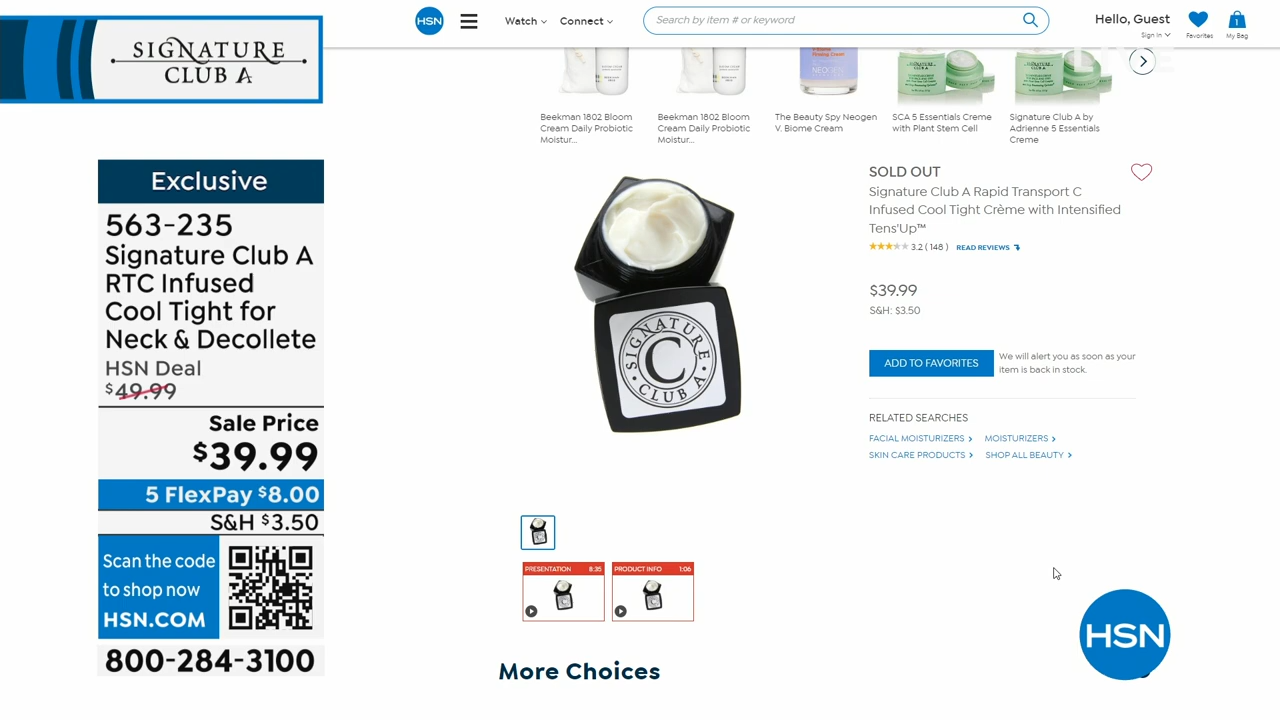 SIGNATURE
CLUB A
Exclusive
563-235
Signature Club A
RTC Infused
Cool Tight for
Neck & Decollete
HSN Deal
$49.99
Sale Price
$39.99
5 FlexPay $8.00
S&H $3.50
Scan the code
to shop now
HSN.COM
800-284-3100
HSN
Watch
Connect
Search by item # or keyword
Hello, Guest
Sign in
Favorites
1
My Bag
LIVE
Beekman 1802 Bloom
Cream Daily Probiotic
Moistur...
Beekman 1802 Bloom
Cream Daily Probiotic
Moistur...
The Beauty Spy Neogen
V. Biome Cream
SCA 5 Essentials Creme
with Plant Stem Cell
Signature Club A by
Adrienne 5 Essentials
Creme
SIGNATURE
C
CLUB A
SOLD OUT
Signature Club A Rapid Transport C
Infused Cool Tight Crème with Intensified
Tens'Up™
3.2 ( 148 ) READ REVIEWS
$39.99
S&H: $3.50
ADD TO FAVORITES
We will alert you as soon as your
item is back in stock.
RELATED SEARCHES
FACIAL MOISTURIZERS
MOISTURIZERS
SKIN CARE PRODUCTS
SHOP ALL BEAUTY
PRESENTATION 8:35
PRODUCT INFO 1:06
More Choices
HSN